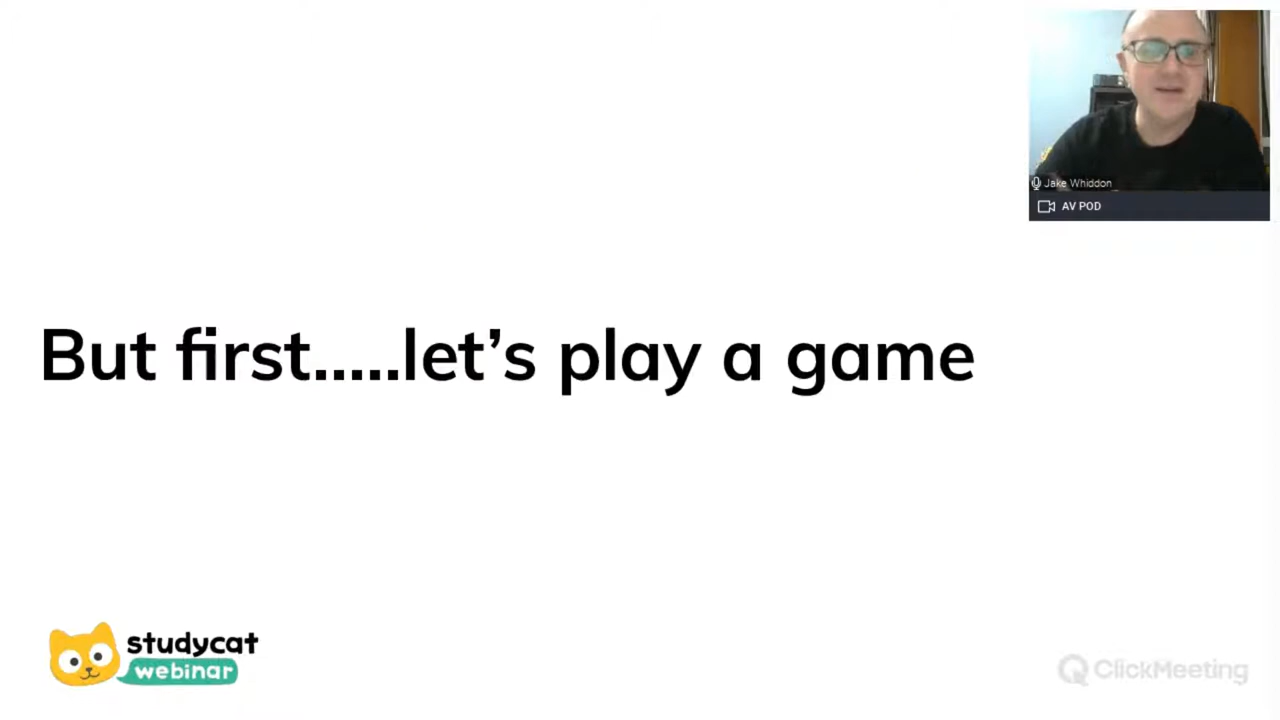 Jake Whiddon
AV POD
But first.....let’s play a game
studycat
webinar
ClickMeeting